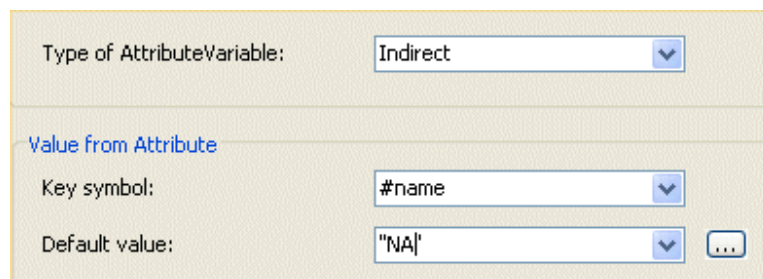 Type of AttributeVariable: Indirect
Value from Attribute
Key symbol: #name
Default value: "NA' ...